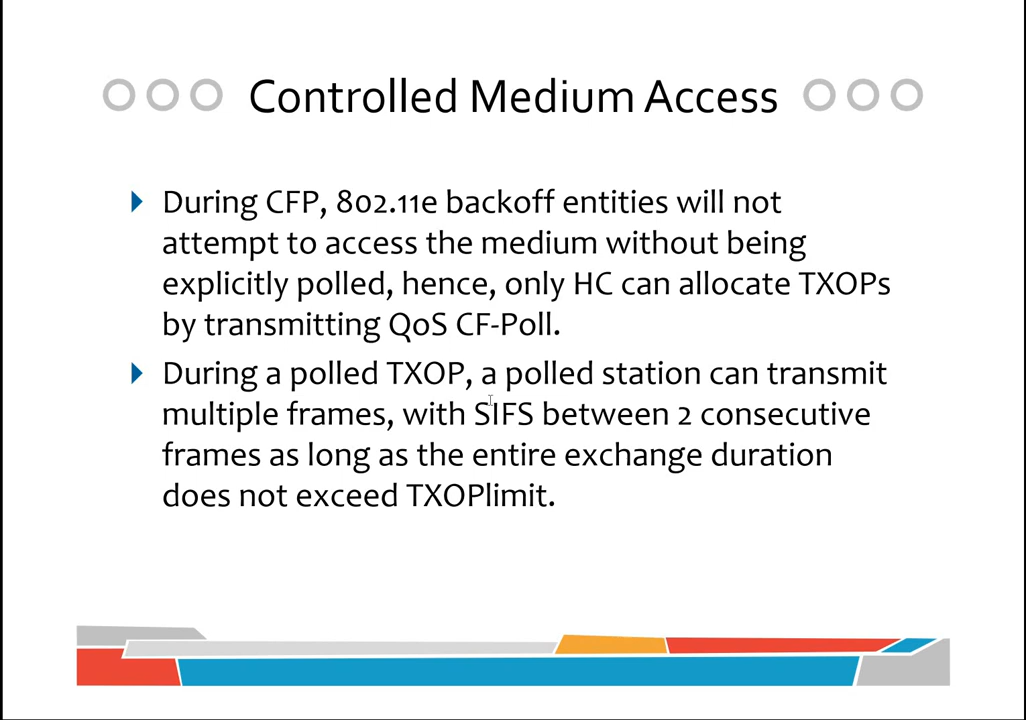 Controlled Medium Access
During CFP, 802.11e backoff entities will not
attempt to access the medium without being
explicitly polled, hence, only HC can allocate TXOPs
by transmitting QoS CF-Poll.
During a polled TXOP, a polled station can transmit
multiple frames, with SIFS between 2 consecutive
frames as long as the entire exchange duration
does not exceed TXOPlimit.